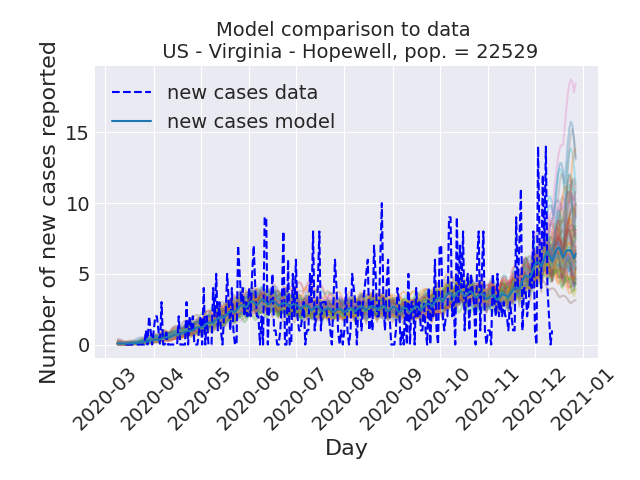 Model comparison to data
US - Virginia - Hopewell, pop. = 22529
new cases data
new cases model
Number of new cases reported
15
10
5
0
2020-03
2020-04
2020-05
2020-06
2020-07
2020-08
2020-09
2020-10
2020-11
2020-12
2021-01
Day